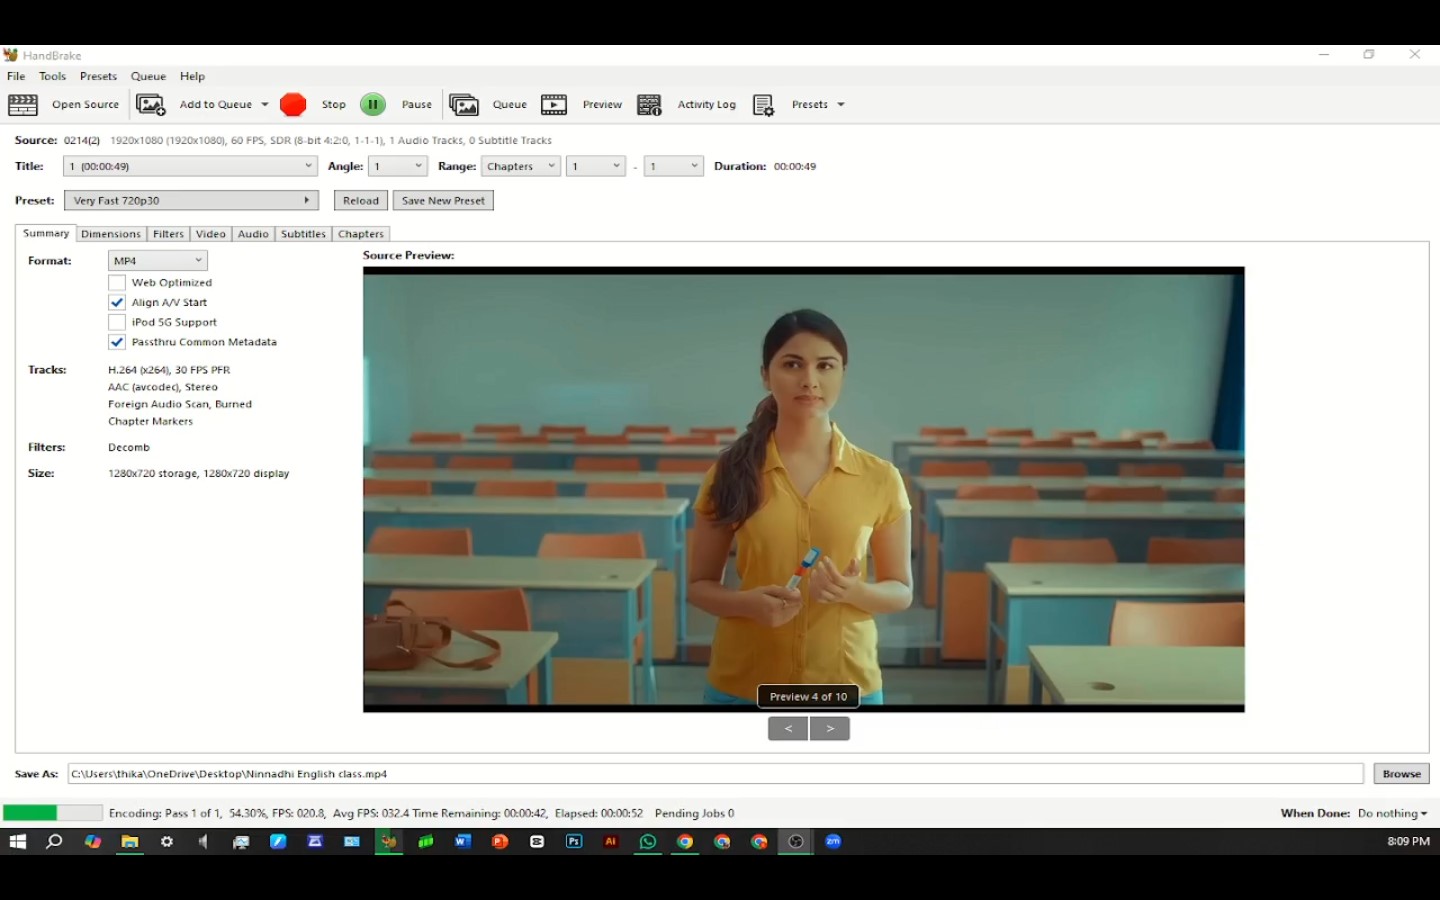 HandBrake
File Tools Presets Queue Help
Open Source Add to Queue Stop Pause Queue Preview Activity Log Presets
Source: 0214(2) 1920x1080 (1920x1080), 60 FPS, SDR (8-bit 4:2:0, 1-1-1), 1 Audio Tracks, 0 Subtitle Tracks
Title: 1 (00:00:49) Angle: 1 Range: Chapters 1 - 1 Duration: 00:00:49
Preset: Very Fast 720p30 Reload Save New Preset
Summary Dimensions Filters Video Audio Subtitles Chapters
Format: MP4
Source Preview:
Web Optimized
Align A/V Start
iPod 5G Support
Passthru Common Metadata
Tracks: H.264 (x264), 30 FPS PFR
AAC (avcodec), Stereo
Foreign Audio Scan, Burned
Chapter Markers
Filters: Decomb
Size: 1280x720 storage, 1280x720 display
Preview 4 of 10
< >
Save As: C:\Users\thika\OneDrive\Desktop\Ninnadhi English class.mp4 Browse
Encoding: Pass 1 of 1, 54.30%, FPS: 020.8, Avg FPS: 032.4 Time Remaining: 00:00:42, Elapsed: 00:00:52 Pending Jobs 0 When Done: Do nothing
W P Ps Ai zm 8:09 PM